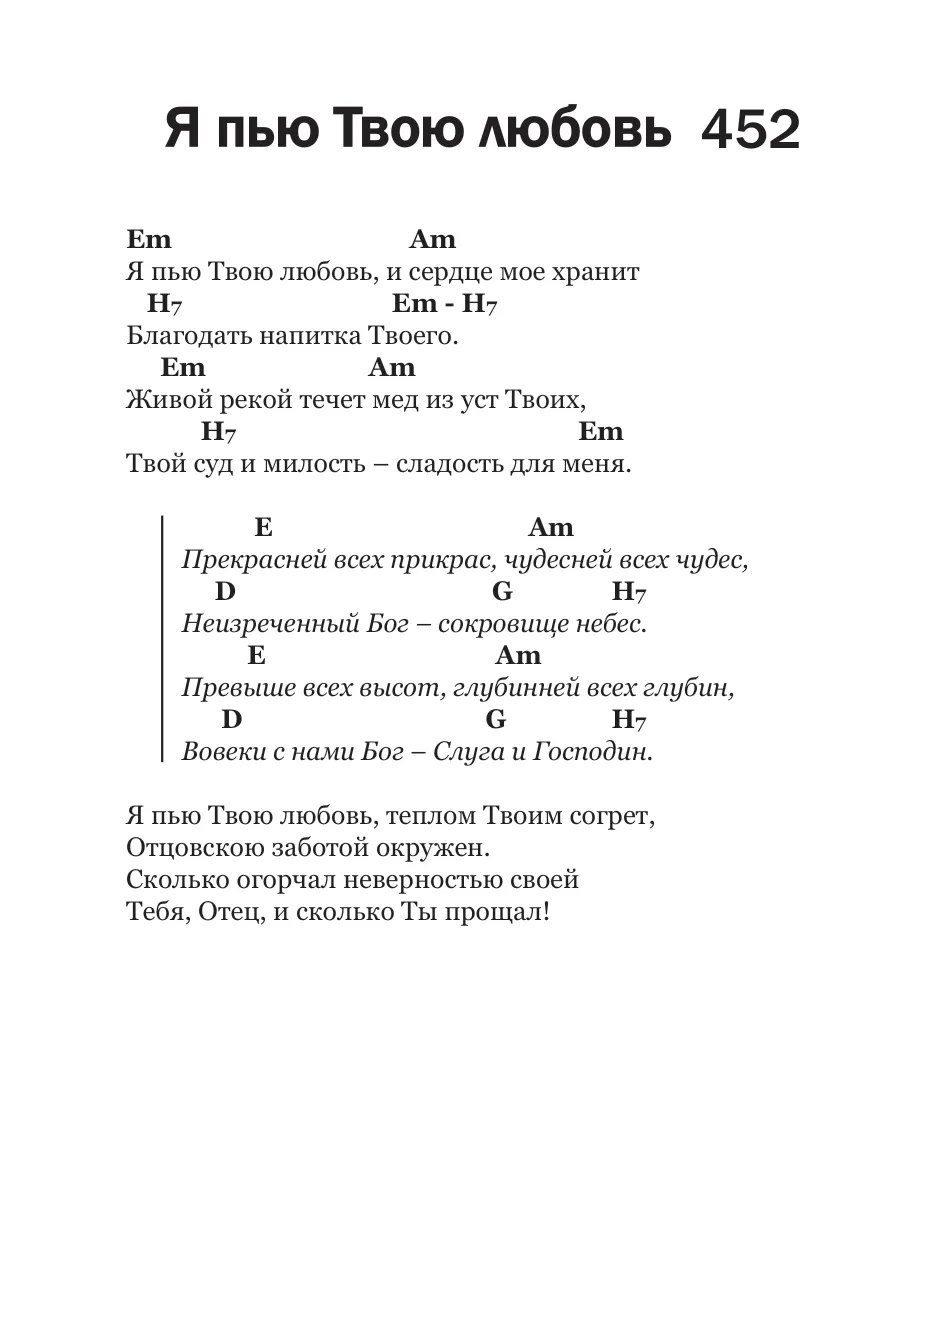 Я пью Твою любовь 452
Em Am
Я пью Твою любовь, и сердце мое хранит
H7 Em - H7
Благодать напитка Твоего.
Em Am
Живой рекой течет мед из уст Твоих,
H7 Em
Твой суд и милость – сладость для меня.
E Am
Прекрасней всех прикрас, чудесней всех чудес,
D G H7
Неизреченный Бог – сокровище небес.
E Am
Превыше всех высот, глубинней всех глубин,
D G H7
Вовеки с нами Бог – Слуга и Господин.
Я пью Твою любовь, теплом Твоим согрет,
Отцовскою заботой окружен.
Сколько огорчал неверностью своей
Тебя, Отец, и сколько Ты прощал!